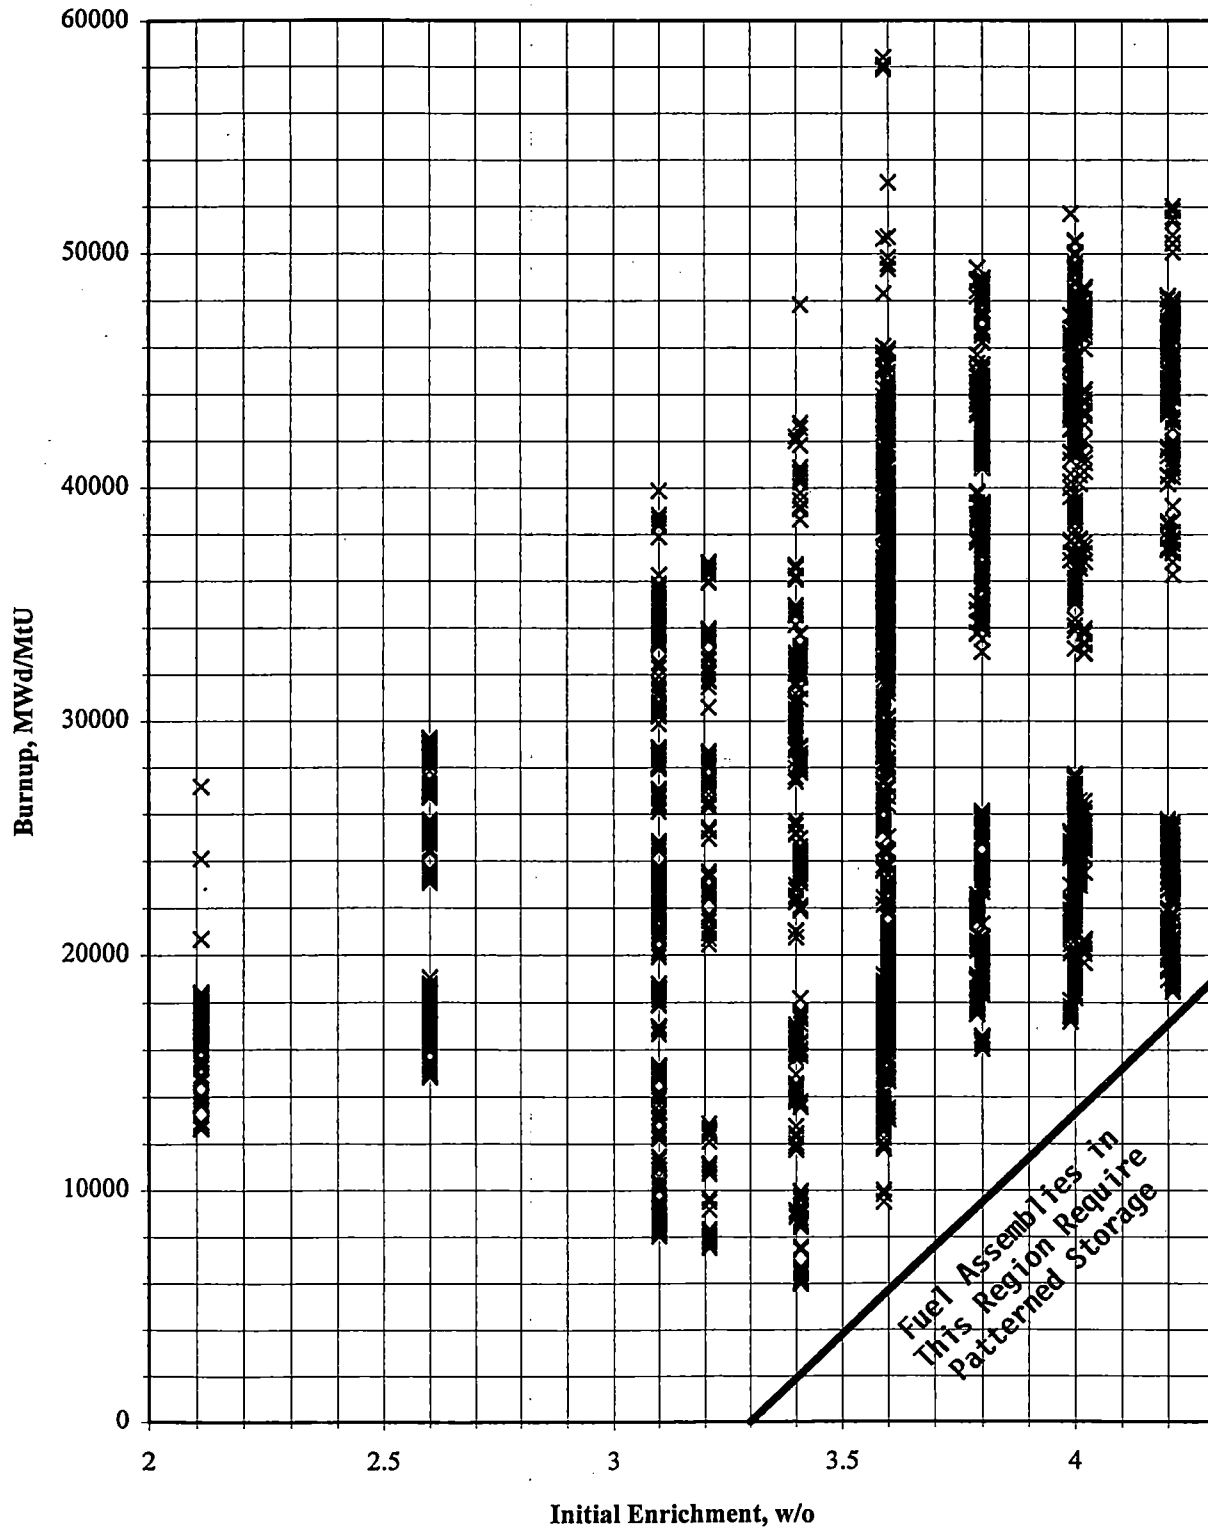 60000
50000
40000
30000
20000
10000
0
Burnup, MWd/MtU
Fuel Assemblies in
This Region Require
Patterned Storage
2 2.5 3 3.5 4
Initial Enrichment, w/o